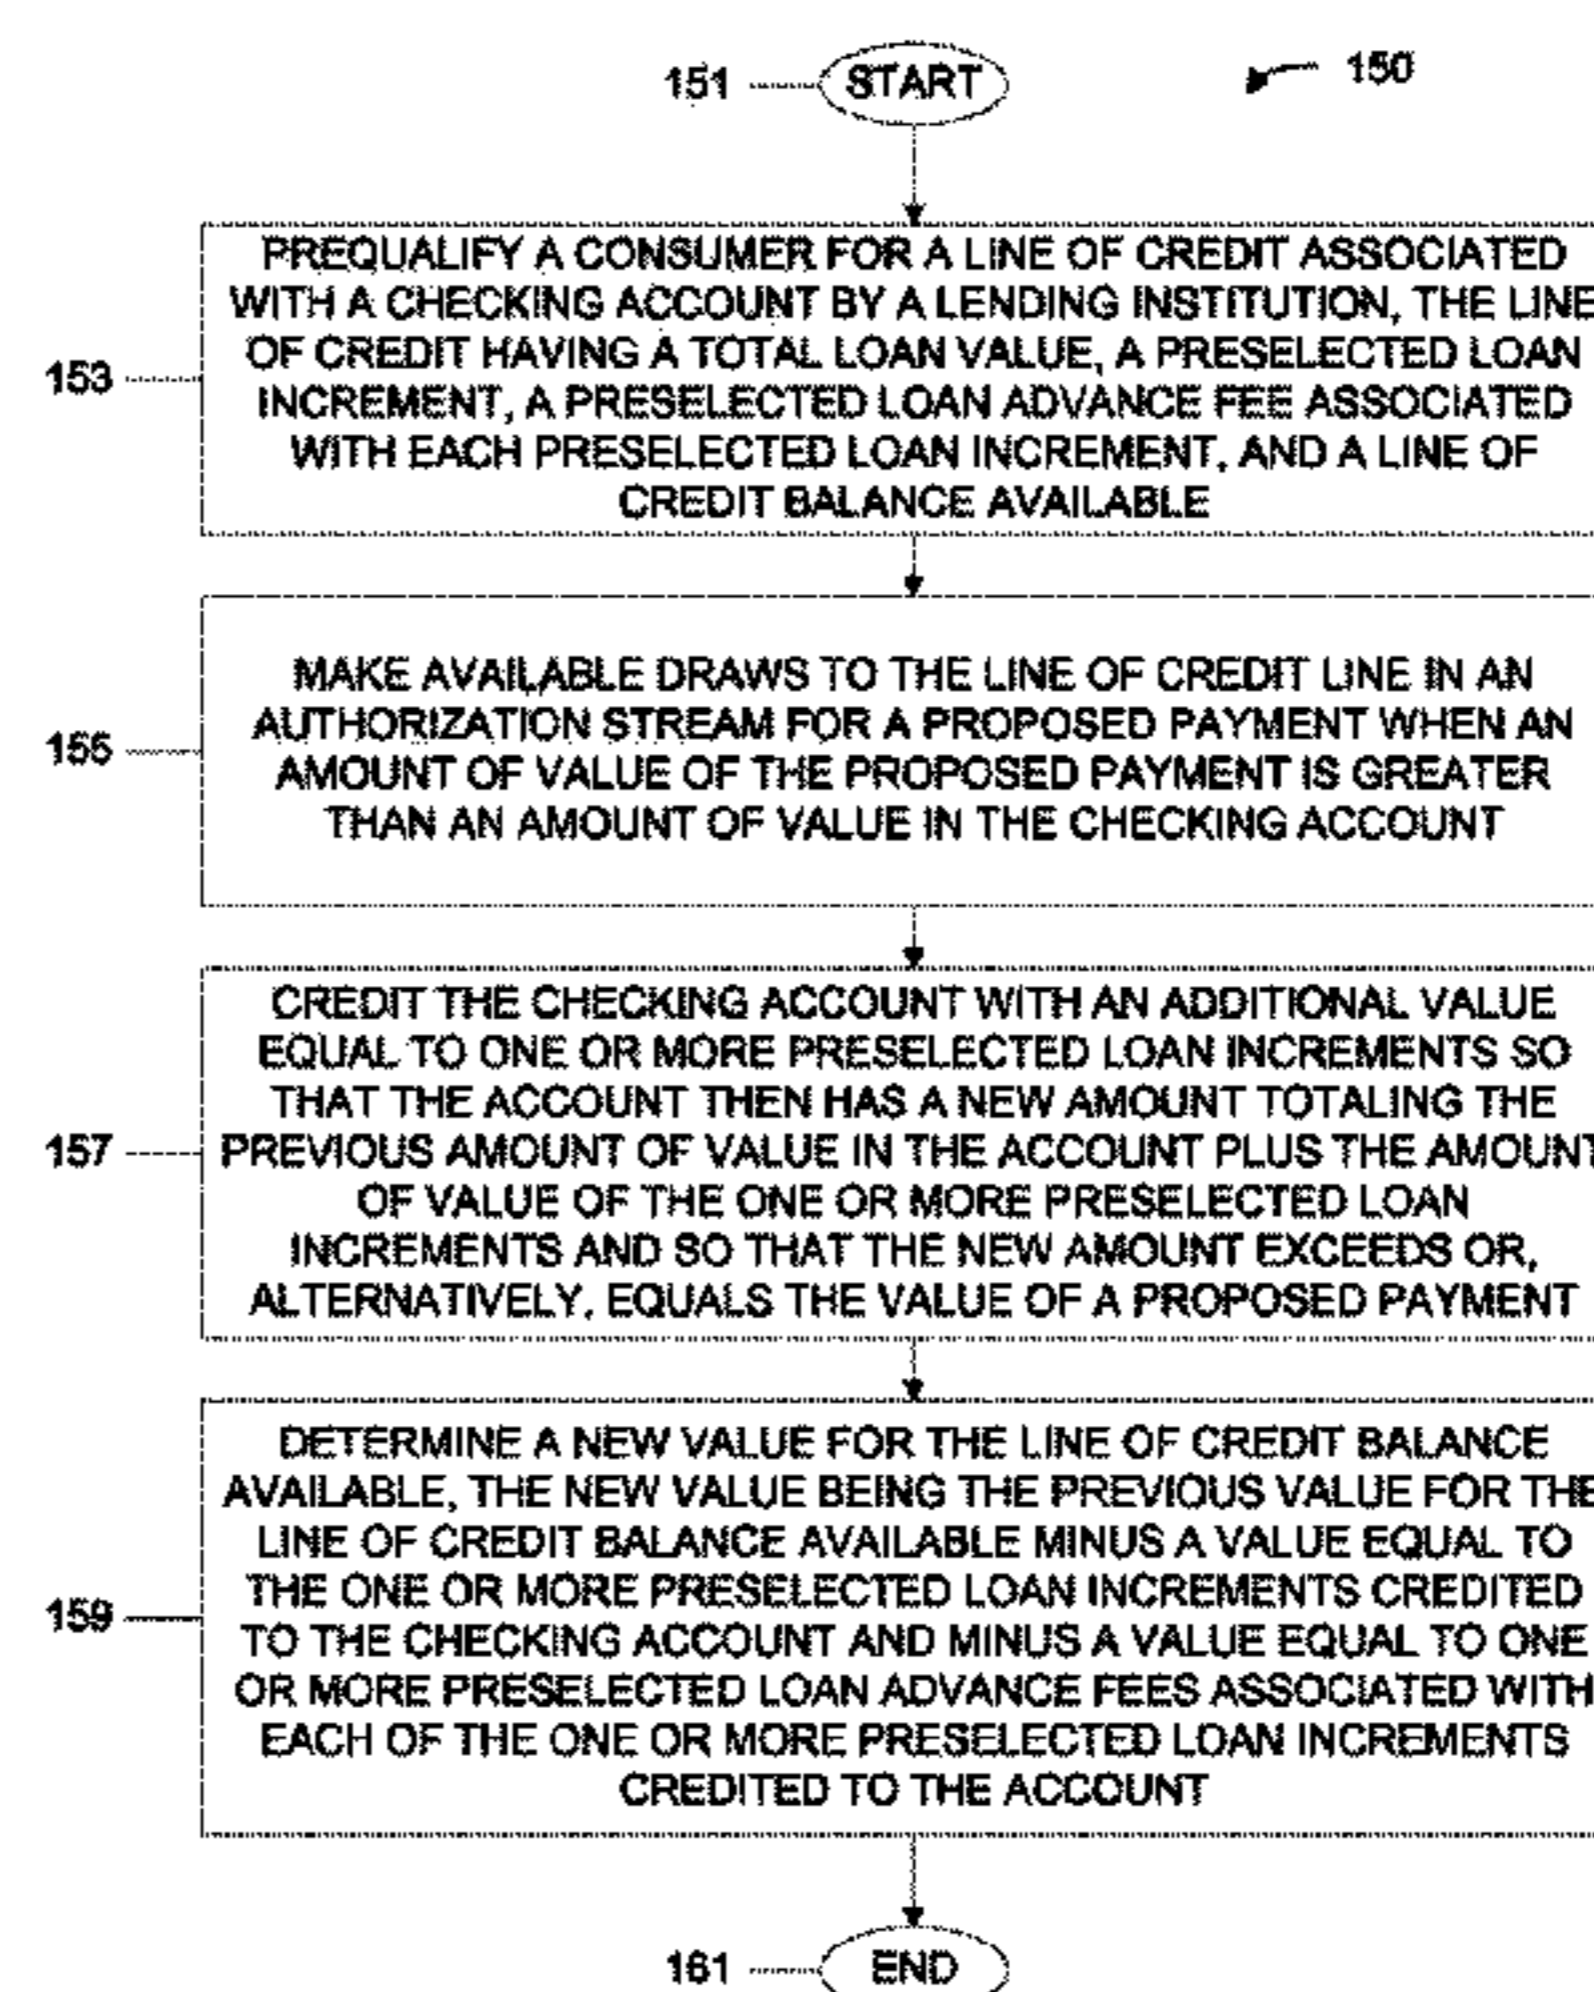 151 START 150
PREQUALIFY A CONSUMER FOR A LINE OF CREDIT ASSOCIATED
WITH A CHECKING ACCOUNT BY A LENDING INSTITUTION, THE LINE
OF CREDIT HAVING A TOTAL LOAN VALUE, A PRESELECTED LOAN
153
INCREMENT, A PRESELECTED LOAN ADVANCE FEE ASSOCIATED
WITH EACH PRESELECTED LOAN INCREMENT, AND A LINE OF
CREDIT BALANCE AVAILABLE
MAKE AVAILABLE DRAWS TO THE LINE OF CREDIT LINE IN AN
AUTHORIZATION STREAM FOR A PROPOSED PAYMENT WHEN AN
155
AMOUNT OF VALUE OF THE PROPOSED PAYMENT IS GREATER
THAN AN AMOUNT OF VALUE IN THE CHECKING ACCOUNT
CREDIT THE CHECKING ACCOUNT WITH AN ADDITIONAL VALUE
EQUAL TO ONE OR MORE PRESELECTED LOAN INCREMENTS SO
THAT THE ACCOUNT THEN HAS A NEW AMOUNT TOTALING THE
157
PREVIOUS AMOUNT OF VALUE IN THE ACCOUNT PLUS THE AMOUNT
OF VALUE OF THE ONE OR MORE PRESELECTED LOAN
INCREMENTS AND SO THAT THE NEW AMOUNT EXCEEDS OR,
ALTERNATIVELY, EQUALS THE VALUE OF A PROPOSED PAYMENT
DETERMINE A NEW VALUE FOR THE LINE OF CREDIT BALANCE
AVAILABLE, THE NEW VALUE BEING THE PREVIOUS VALUE FOR THE
LINE OF CREDIT BALANCE AVAILABLE MINUS A VALUE EQUAL TO
THE ONE OR MORE PRESELECTED LOAN INCREMENTS CREDITED
159
TO THE CHECKING ACCOUNT AND MINUS A VALUE EQUAL TO ONE
OR MORE PRESELECTED LOAN ADVANCE FEES ASSOCIATED WITH
EACH OF THE ONE OR MORE PRESELECTED LOAN INCREMENTS
CREDITED TO THE ACCOUNT
161 END